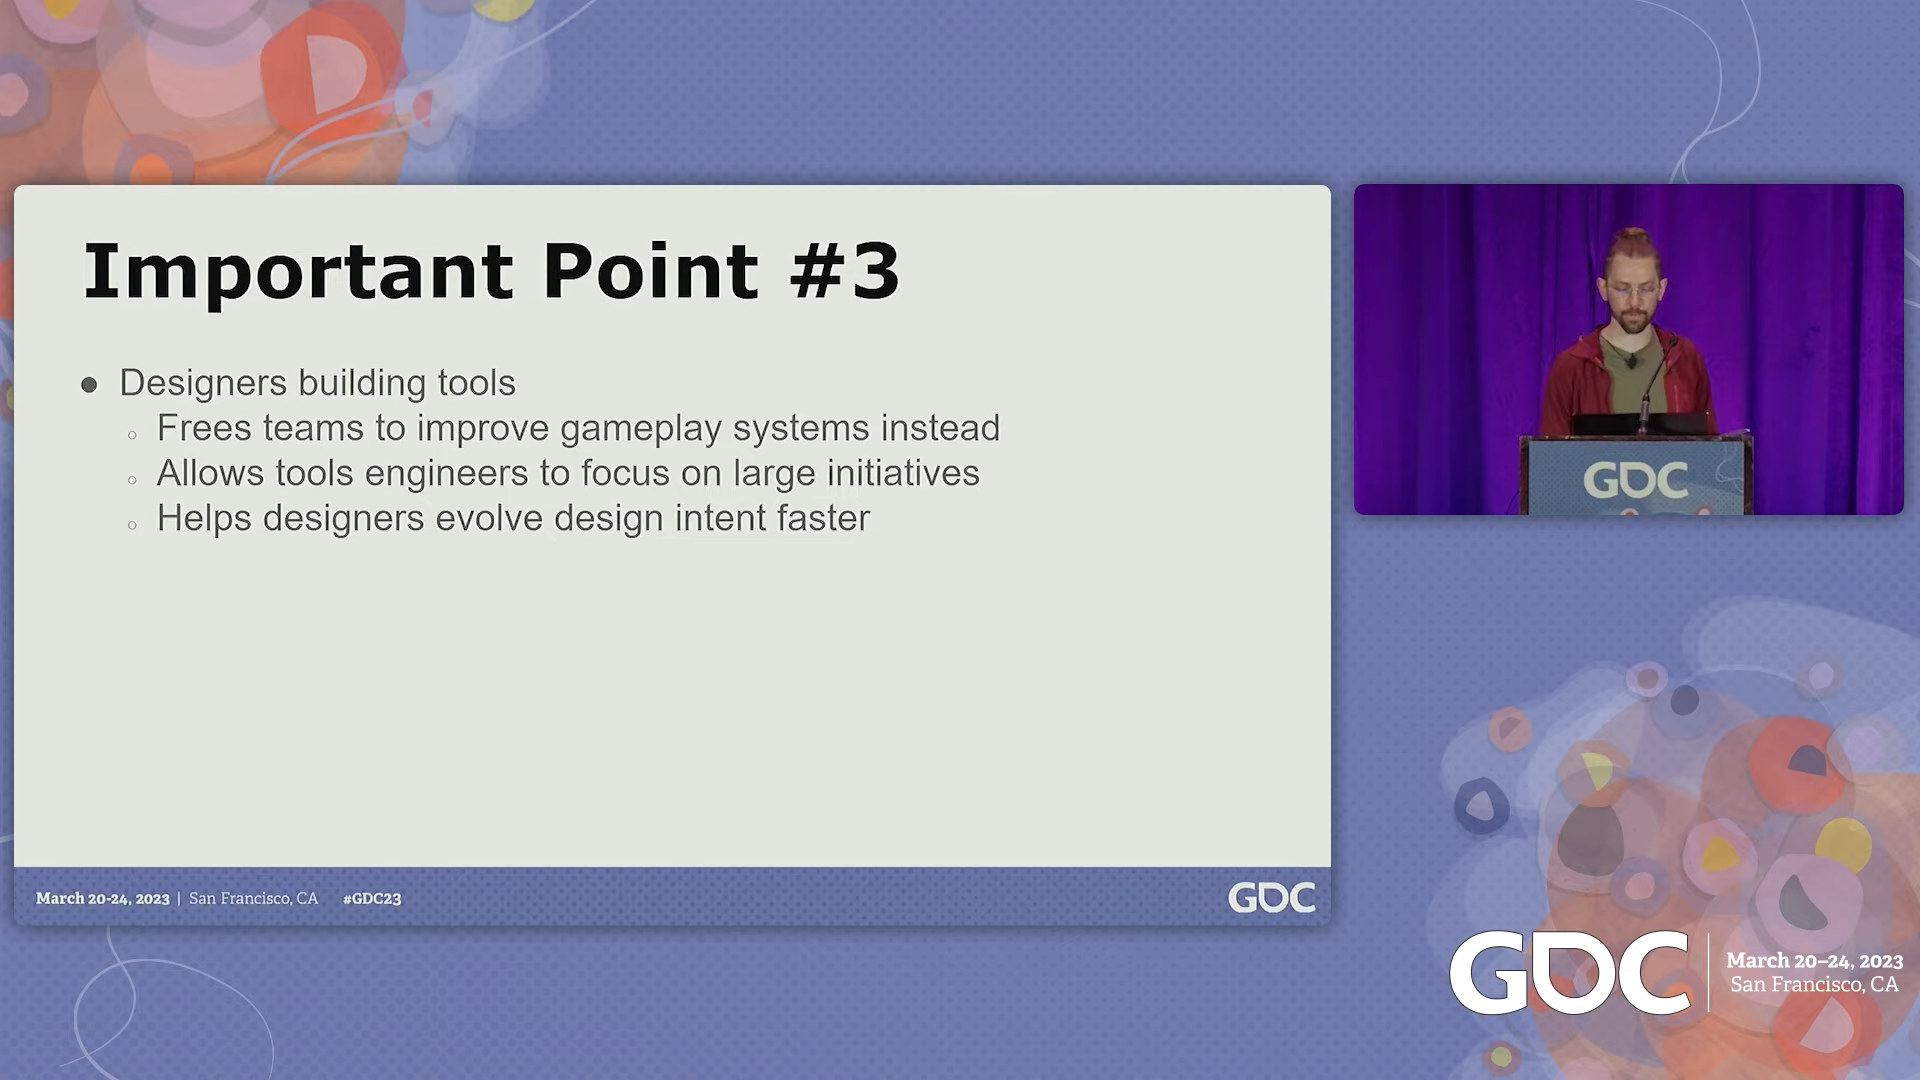 Important Point #3
● Designers building tools
○ Frees teams to improve gameplay systems instead
○ Allows tools engineers to focus on large initiatives
○ Helps designers evolve design intent faster
March 20-24, 2023 | San Francisco, CA #GDC23
GDC
GDC
GDC
March 20–24, 2023
San Francisco, CA